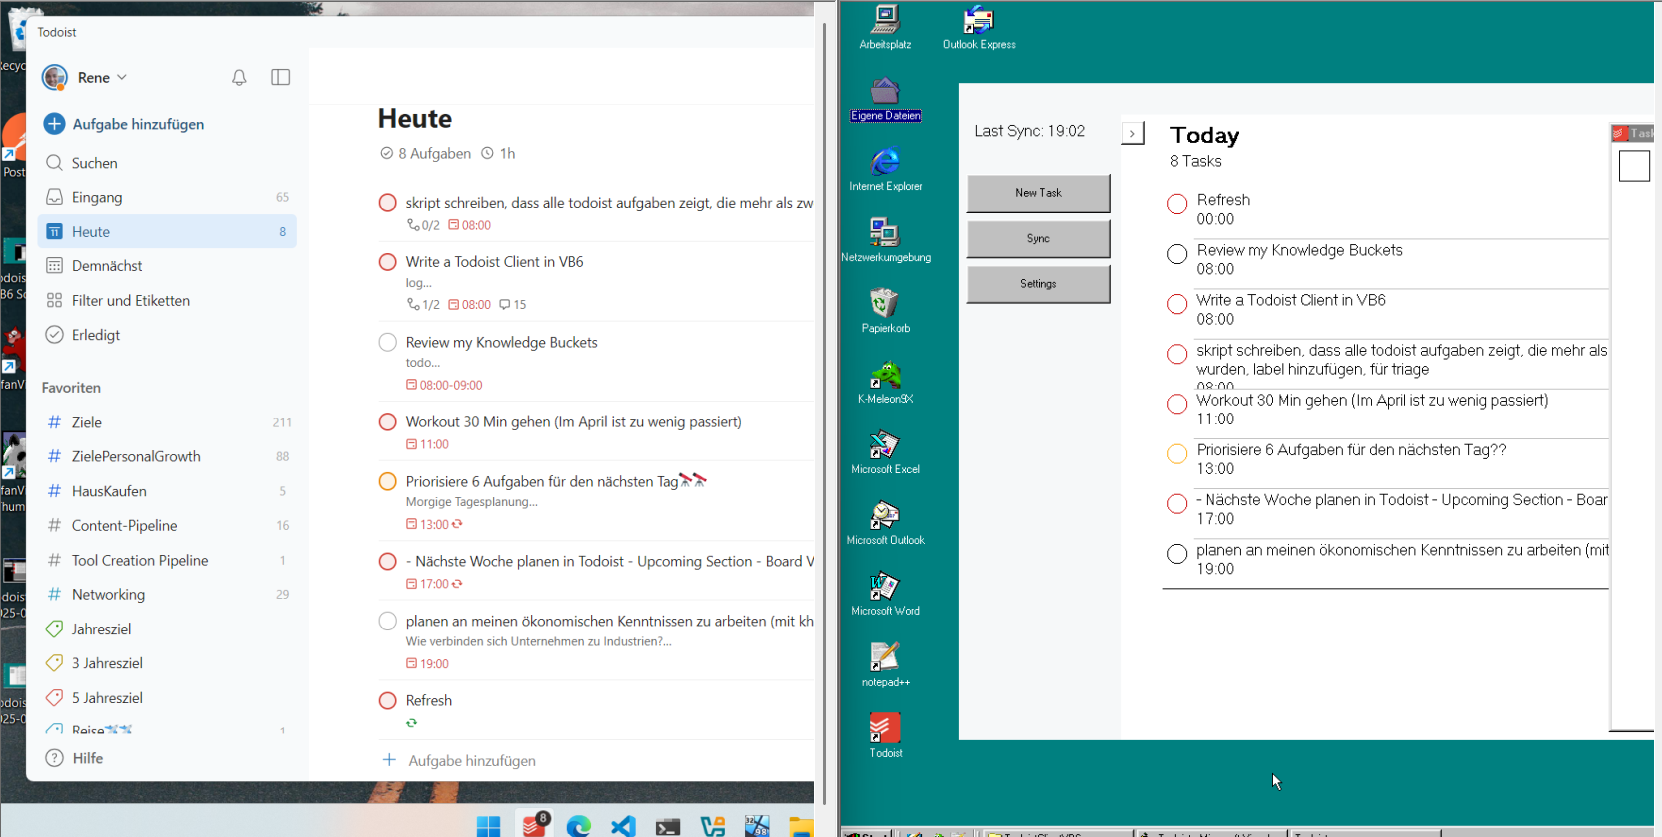 Todoist
Rene
Aufgabe hinzufügen
Suchen
Eingang 65
Heute 8
Demnächst
Filter und Etiketten
Erledigt
Favoriten
Ziele 211
ZielePersonalGrowth 88
HausKaufen 5
Content-Pipeline 16
Tool Creation Pipeline 1
Networking 29
Jahresziel
3 Jahresziel
5 Jahresziel
Reise 1
Hilfe
Heute
8 Aufgaben 1h
skript schreiben, dass alle todoist aufgaben zeigt, die mehr als zw
0/2 08:00
Write a Todoist Client in VB6
log...
1/2 08:00 15
Review my Knowledge Buckets
todo...
08:00-09:00
Workout 30 Min gehen (Im April ist zu wenig passiert)
11:00
Priorisiere 6 Aufgaben für den nächsten Tag
Morgige Tagesplanung...
13:00
- Nächste Woche planen in Todoist - Upcoming Section - Board V
17:00
planen an meinen ökonomischen Kenntnissen zu arbeiten (mit kh
Wie verbinden sich Unternehmen zu Industrien?...
19:00
Refresh
Aufgabe hinzufügen
8
Arbeitsplatz
Outlook Express
Eigene Dateien
Internet Explorer
Netzwerkumgebung
Papierkorb
K-Meleon9X
Microsoft Excel
Microsoft Outlook
Microsoft Word
notepad++
Todoist
Last Sync: 19:02
New Task
Sync
Settings
>
Today
8 Tasks
Refresh
00:00
Review my Knowledge Buckets
08:00
Write a Todoist Client in VB6
08:00
skript schreiben, dass alle todoist aufgaben zeigt, die mehr als
wurden, label hinzufügen, für triage
08:00
Workout 30 Min gehen (Im April ist zu wenig passiert)
11:00
Priorisiere 6 Aufgaben für den nächsten Tag??
13:00
- Nächste Woche planen in Todoist - Upcoming Section - Boar
17:00
planen an meinen ökonomischen Kenntnissen zu arbeiten (mit
19:00
Task